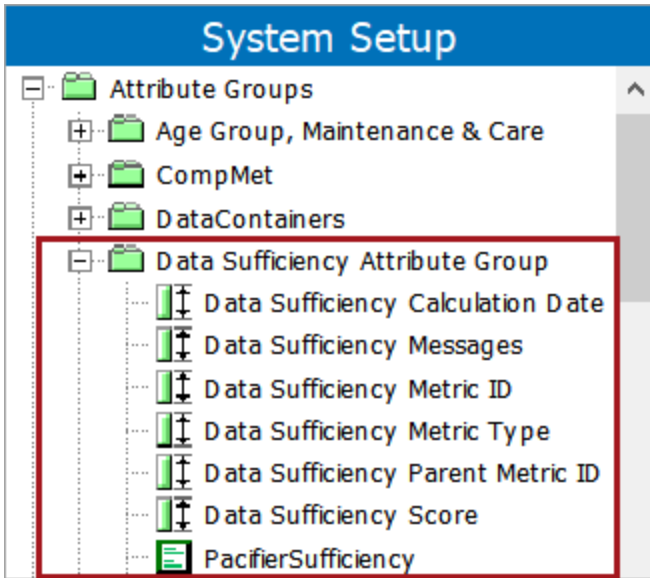 System Setup
Attribute Groups
Age Group, Maintenance & Care
CompMet
DataContainers
Data Sufficiency Attribute Group
Data Sufficiency Calculation Date
Data Sufficiency Messages
Data Sufficiency Metric ID
Data Sufficiency Metric Type
Data Sufficiency Parent Metric ID
Data Sufficiency Score
PacifierSufficiency